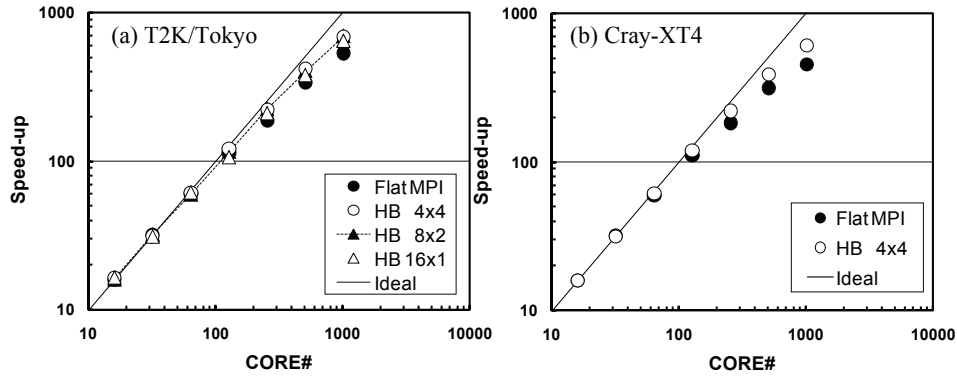 1000
(a) T2K/Tokyo
Speed-up
100
10
Flat MPI
HB 4x4
HB 8x2
HB 16x1
Ideal
10 100 1000 10000
CORE#
1000
(b) Cray-XT4
Speed-up
100
10
Flat MPI
HB 4x4
Ideal
10 100 1000 10000
CORE#